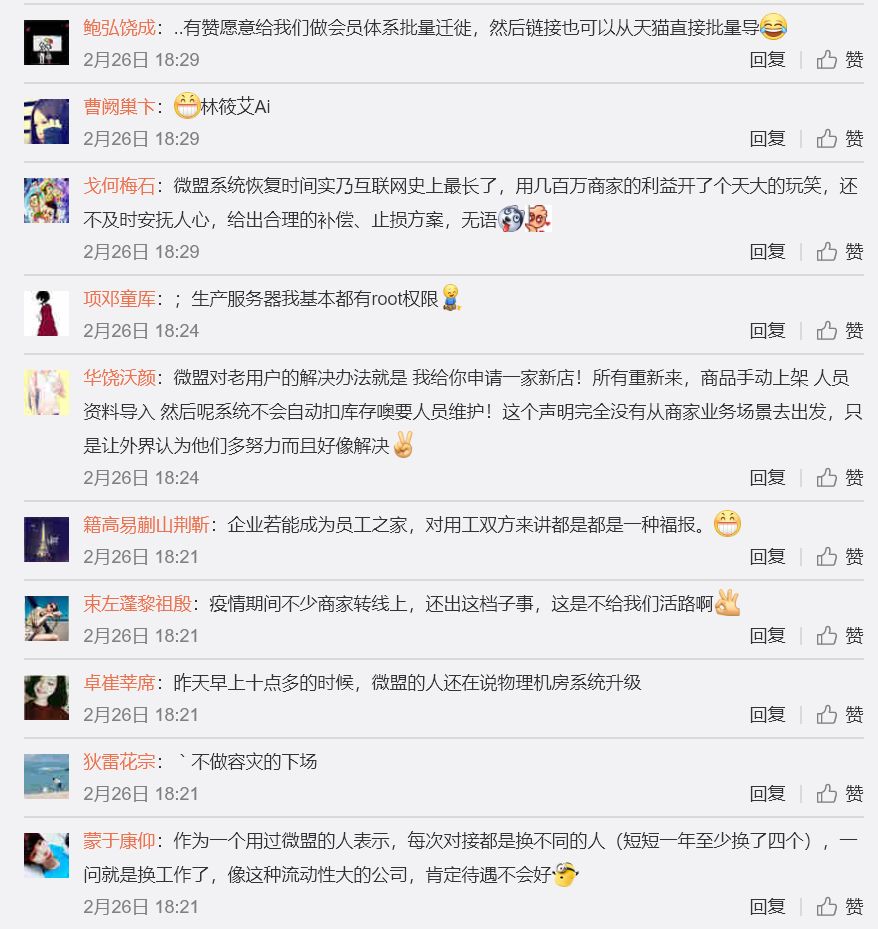 鲍弘饶成：..有赞愿意给我们做会员体系批量迁徙，然后链接也可以从天猫直接批量导
2月26日 18:29 回复 赞
曹阙巢卞：林筱艾Ai
2月26日 18:29 回复 赞
戈何梅石：微盟系统恢复时间实乃互联网史上最长了，用几百万商家的利益开了个天大的玩笑，还
不及时安抚人心，给出合理的补偿、止损方案，无语
2月26日 18:29 回复 赞
项邓童厍：；生产服务器我基本都有root权限
2月26日 18:24 回复 赞
华饶沃颜：微盟对老用户的解决办法就是 我给你申请一家新店！所有重新来，商品手动上架 人员
资料导入 然后呢系统不会自动扣库存噢要人员维护！这个声明完全没有从商家业务场景去出发，只
是让外界认为他们多努力而且好像解决
2月26日 18:24 回复 赞
籍高易蒯山荆靳：企业若能成为员工之家，对用工双方来讲都是都是一种福报。
2月26日 18:21 回复 赞
束左蓬黎祖殷：疫情期间不少商家转线上，还出这档子事，这是不给我们活路啊
2月26日 18:21 回复 赞
卓崔莘席：昨天早上十点多的时候，微盟的人还在说物理机房系统升级
2月26日 18:21 回复 赞
狄雷花宗：｀不做容灾的下场
2月26日 18:21 回复 赞
蒙于康仰：作为一个用过微盟的人表示，每次对接都是换不同的人（短短一年至少换了四个），一
问就是换工作了，像这种流动性大的公司，肯定待遇不会好
2月26日 18:21 回复 赞